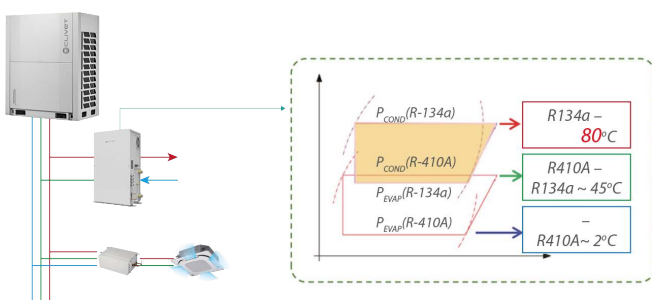 CLIVET
P_COND(R-134a)
R134a –
80°C
P_COND(R-410A)
R410A –
R134a ~ 45°C
P_EVAP(R-134a)
P_EVAP(R-410A)
–
R410A~ 2°C